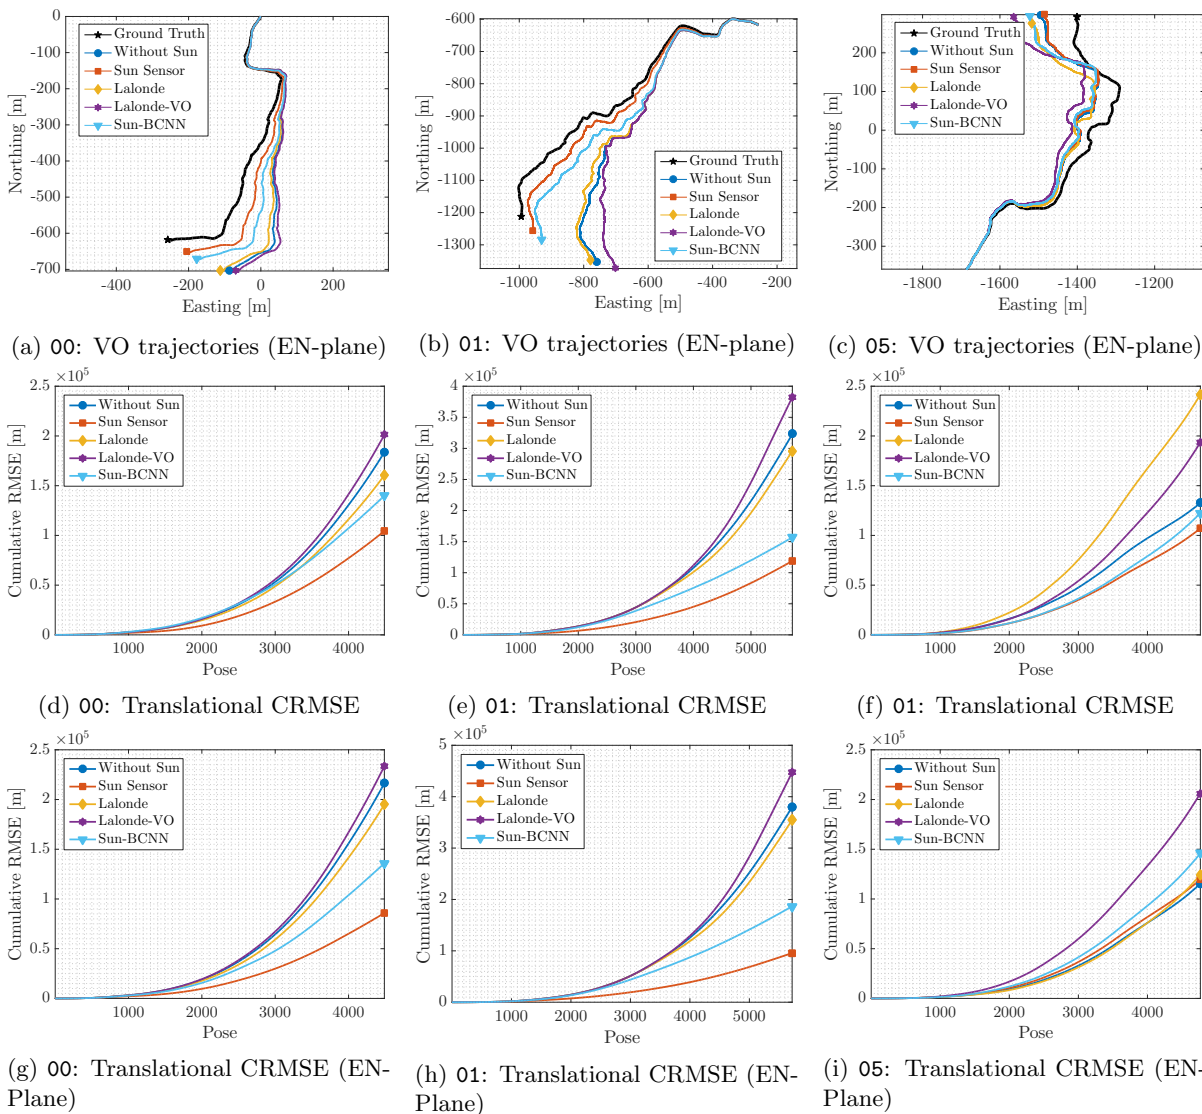 0
-100
-200
-300
-400
-500
-600
-700
Northing [m]
-400 -200 0 200
Easting [m]
Ground Truth
Without Sun
Sun Sensor
Lalonde
Lalonde-VO
Sun-BCNN
-600
-700
-800
-900
-1000
-1100
-1200
-1300
Northing [m]
-1000 -800 -600 -400 -200
Easting [m]
Ground Truth
Without Sun
Sun Sensor
Lalonde
Lalonde-VO
Sun-BCNN
300
200
100
0
-100
-200
-300
Northing [m]
-1800 -1600 -1400 -1200
Easting [m]
Ground Truth
Without Sun
Sun Sensor
Lalonde
Lalonde-VO
Sun-BCNN
(a) 00: VO trajectories (EN-plane)
(b) 01: VO trajectories (EN-plane)
(c) 05: VO trajectories (EN-plane)
×10⁵
2.5
2
1.5
1
0.5
0
Cumulative RMSE [m]
1000 2000 3000 4000
Pose
Without Sun
Sun Sensor
Lalonde
Lalonde-VO
Sun-BCNN
×10⁵
4
3.5
3
2.5
2
1.5
1
0.5
0
Cumulative RMSE [m]
1000 2000 3000 4000 5000
Pose
Without Sun
Sun Sensor
Lalonde
Lalonde-VO
Sun-BCNN
×10⁵
2.5
2
1.5
1
0.5
0
Cumulative RMSE [m]
1000 2000 3000 4000
Pose
Without Sun
Sun Sensor
Lalonde
Lalonde-VO
Sun-BCNN
(d) 00: Translational CRMSE
(e) 01: Translational CRMSE
(f) 01: Translational CRMSE
×10⁵
2.5
2
1.5
1
0.5
0
Cumulative RMSE [m]
1000 2000 3000 4000
Pose
Without Sun
Sun Sensor
Lalonde
Lalonde-VO
Sun-BCNN
×10⁵
5
4
3
2
1
0
Cumulative RMSE [m]
1000 2000 3000 4000 5000
Pose
Without Sun
Sun Sensor
Lalonde
Lalonde-VO
Sun-BCNN
×10⁵
2.5
2
1.5
1
0.5
0
Cumulative RMSE [m]
1000 2000 3000 4000
Pose
Without Sun
Sun Sensor
Lalonde
Lalonde-VO
Sun-BCNN
(g) 00: Translational CRMSE (EN-
Plane)
(h) 01: Translational CRMSE (EN-
Plane)
(i) 05: Translational CRMSE (EN-
Plane)